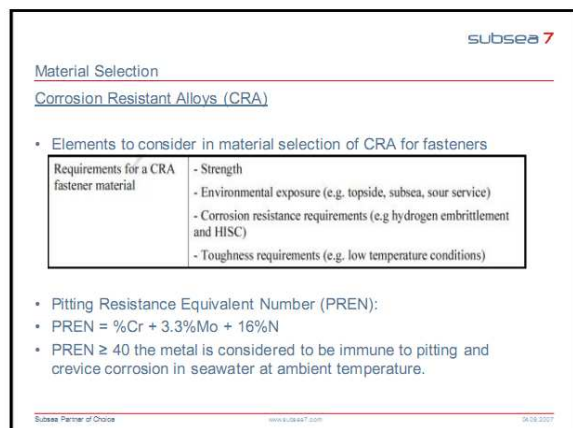 subsea 7
Material Selection
Corrosion Resistant Alloys (CRA)
• Elements to consider in material selection of CRA for fasteners
Requirements for a CRA
fastener material
- Strength
- Environmental exposure (e.g. topside, subsea, sour service)
- Corrosion resistance requirements (e.g hydrogen embrittlement
and HISC)
- Toughness requirements (e.g. low temperature conditions)
• Pitting Resistance Equivalent Number (PREN):
• PREN = %Cr + 3.3%Mo + 16%N
• PREN ≥ 40 the metal is considered to be immune to pitting and
crevice corrosion in seawater at ambient temperature.
Subsea Partner of Choice
www.subsea7.com